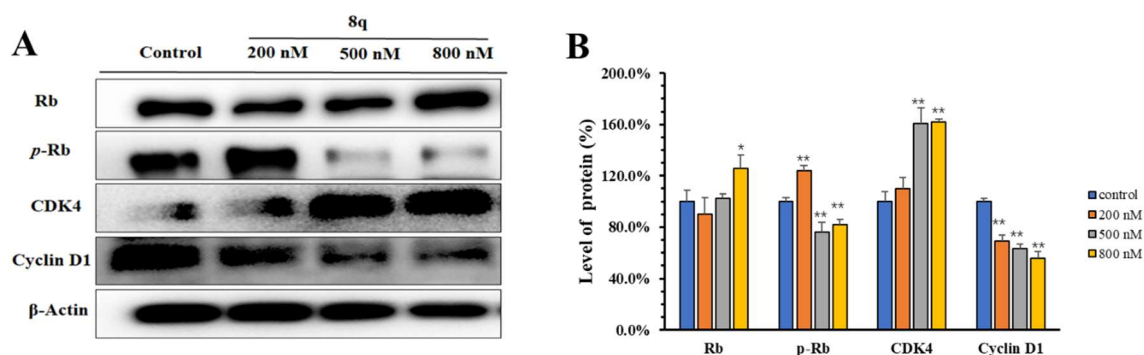 A
8q
Control 200 nM 500 nM 800 nM
Rb
p-Rb
CDK4
Cyclin D1
β-Actin
B
Level of protein (%)
200.0%
160.0%
120.0%
80.0%
40.0%
0.0%
*
**
**
**
**
**
**
**
**
Rb p-Rb CDK4 Cyclin D1
control
200 nM
500 nM
800 nM